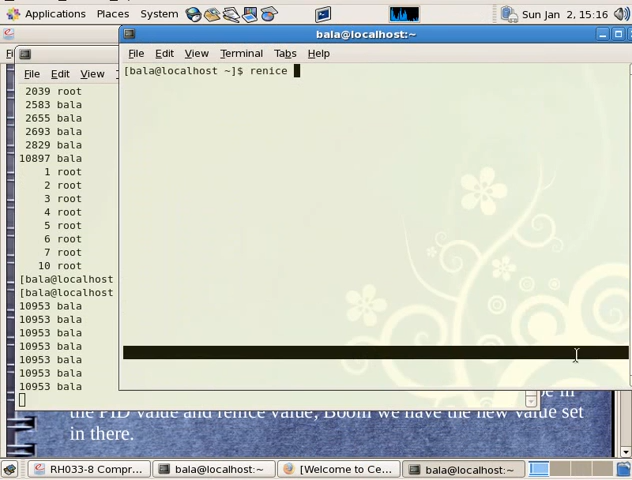 Applications Places System Sun Jan 2, 15:16
bala@localhost:~
File Edit View Terminal Tabs Help
[bala@localhost ~]$ renice
File Edit View
2039 root
2583 bala
2655 bala
2693 bala
2829 bala
10897 bala
1 root
2 root
3 root
4 root
5 root
6 root
7 root
10 root
[bala@localhost
[bala@localhost
10953 bala
10953 bala
10953 bala
10953 bala
10953 bala
10953 bala
10953 bala
the PID value and renice value, Boom we have the new value set
in there.
RH033-8 Compr... bala@localhost:~ [Welcome to Ce... bala@localhost:~